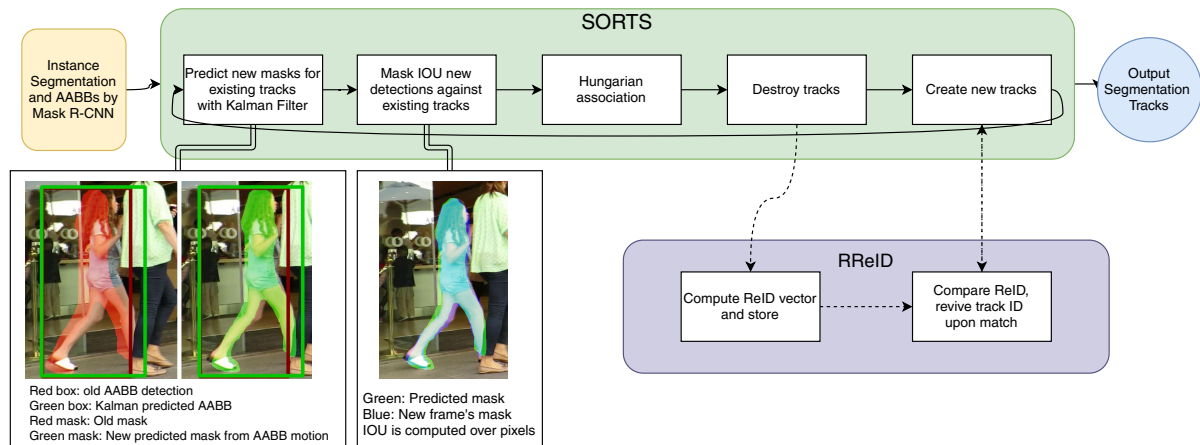 SORTS
Instance
Segmentation
and AABBs by
Mask R-CNN
Predict new masks for
existing tracks
with Kalman Filter
Mask IOU new
detections against
existing tracks
Hungarian
association
Destroy tracks
Create new tracks
Output
Segmentation
Tracks
Red box: old AABB detection
Green box: Kalman predicted AABB
Red mask: Old mask
Green mask: New predicted mask from AABB motion
Green: Predicted mask
Blue: New frame's mask
IOU is computed over pixels
RReID
Compute ReID vector
and store
Compare ReID,
revive track ID
upon match